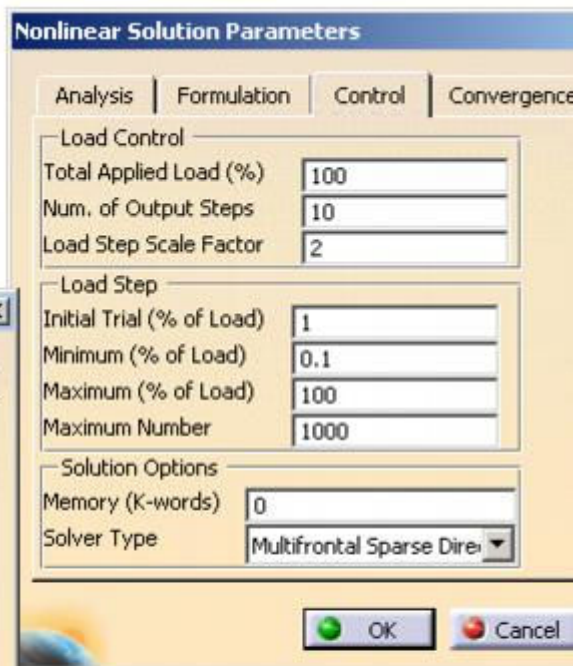 Nonlinear Solution Parameters
Analysis Formulation Control Convergence
Load Control
Total Applied Load (%) 100
Num. of Output Steps 10
Load Step Scale Factor 2
Load Step
Initial Trial (% of Load) 1
Minimum (% of Load) 0.1
Maximum (% of Load) 100
Maximum Number 1000
Solution Options
Memory (K-words) 0
Solver Type Multifrontal Sparse Dire
OK Cancel